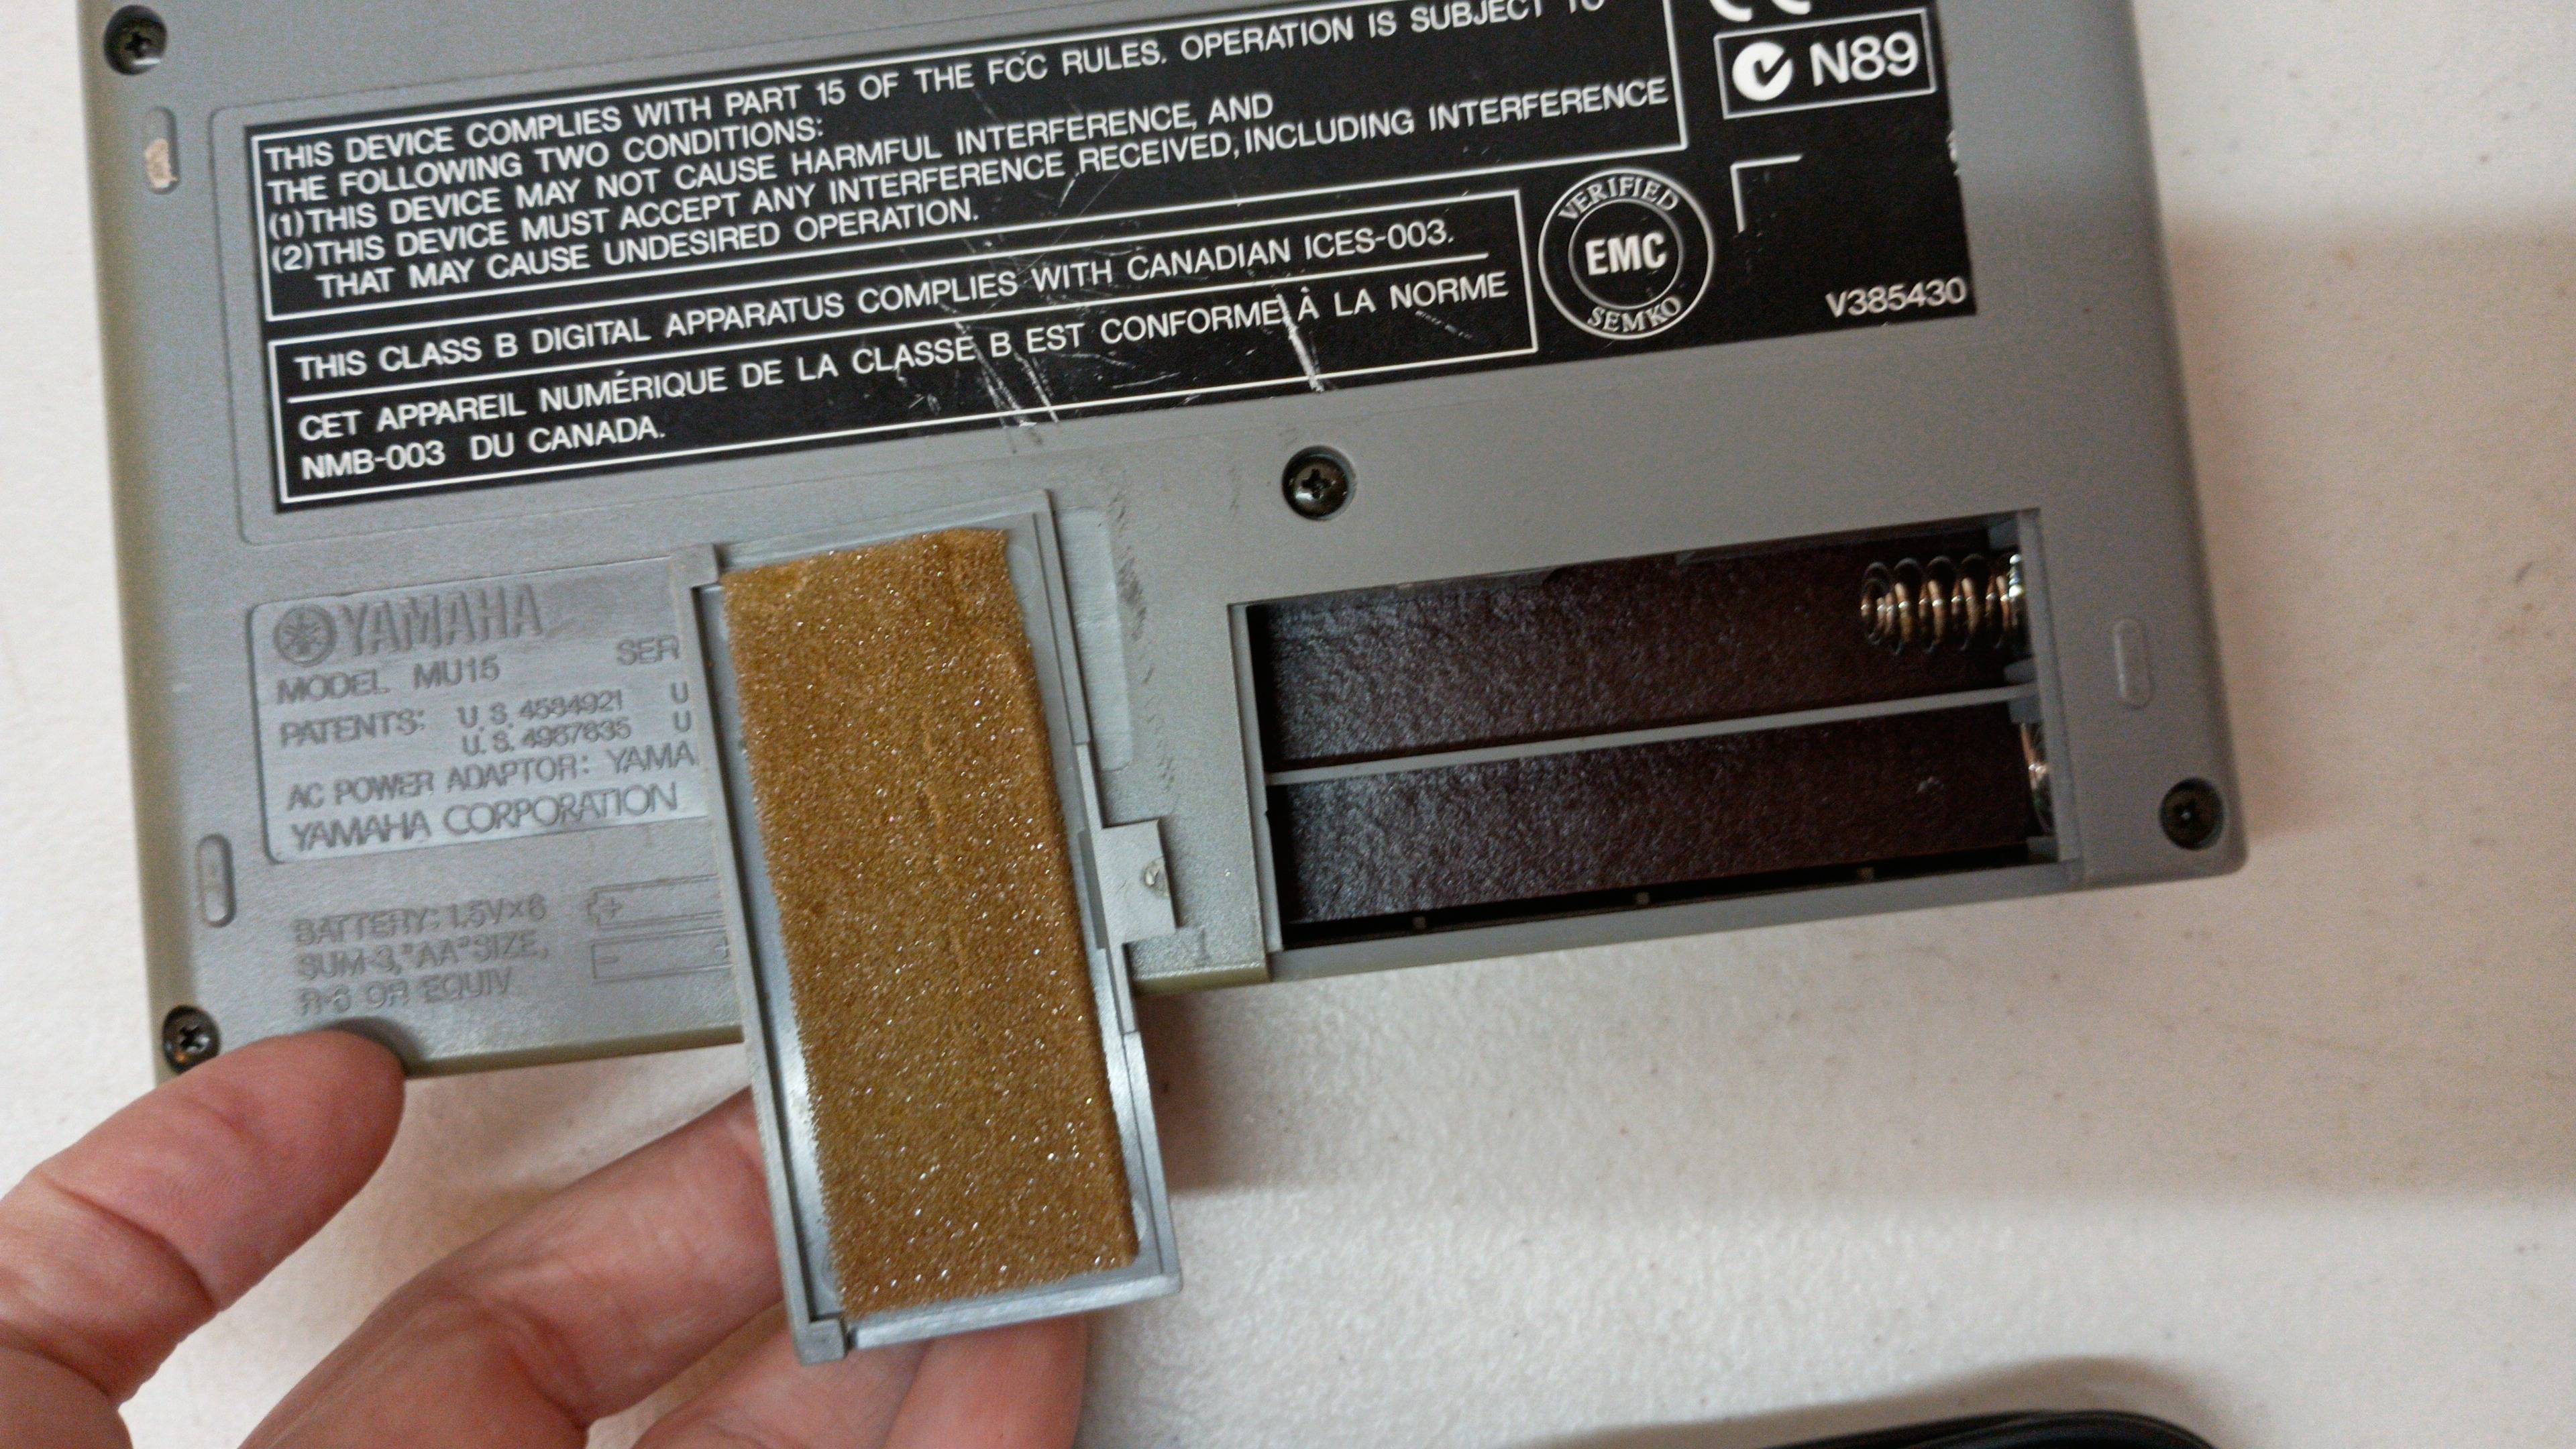 THIS DEVICE COMPLIES WITH PART 15 OF THE FCC RULES. OPERATION IS SUBJECT TO
THE FOLLOWING TWO CONDITIONS:
(1) THIS DEVICE MAY NOT CAUSE HARMFUL INTERFERENCE, AND
(2) THIS DEVICE MUST ACCEPT ANY INTERFERENCE RECEIVED, INCLUDING INTERFERENCE
THAT MAY CAUSE UNDESIRED OPERATION.
THIS CLASS B DIGITAL APPARATUS COMPLIES WITH CANADIAN ICES-003.
CET APPAREIL NUMÉRIQUE DE LA CLASSE B EST CONFORME À LA NORME
NMB-003 DU CANADA.
N89
VERIFIED
EMC
SEMKO
V385430
YAMAHA
MODEL MU15 SER
PATENTS: U.S. 4584921 U
U.S. 4967635 U
AC POWER ADAPTOR: YAMA
YAMAHA CORPORATION
BATTERY: 1.5V×6
SUM-3, "AA" SIZE,
R-6 OR EQUIV